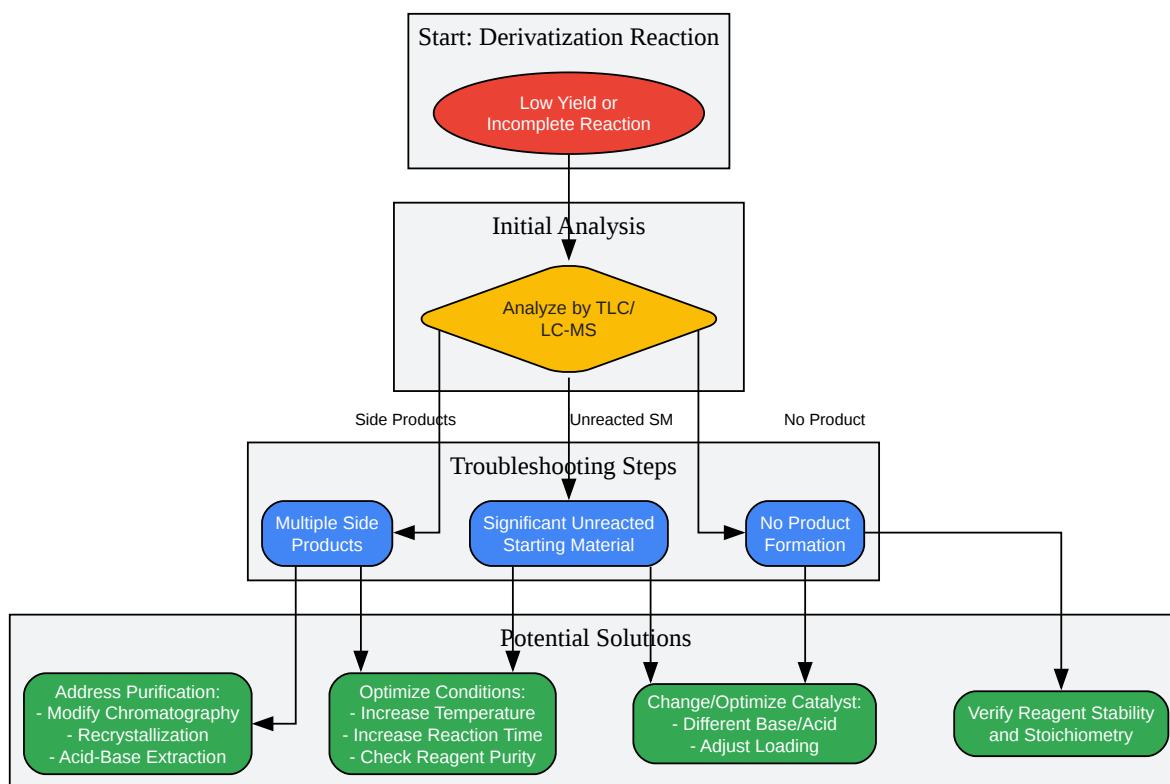 Start: Derivatization Reaction
Low Yield or
Incomplete Reaction
Initial Analysis
Analyze by TLC/
LC-MS
Side Products
Unreacted SM
No Product
Troubleshooting Steps
Multiple Side
Products
Significant Unreacted
Starting Material
No Product
Formation
Potential Solutions
Address Purification:
- Modify Chromatography
- Recrystallization
- Acid-Base Extraction
Optimize Conditions:
- Increase Temperature
- Increase Reaction Time
- Check Reagent Purity
Change/Optimize Catalyst:
- Different Base/Acid
- Adjust Loading
Verify Reagent Stability
and Stoichiometry